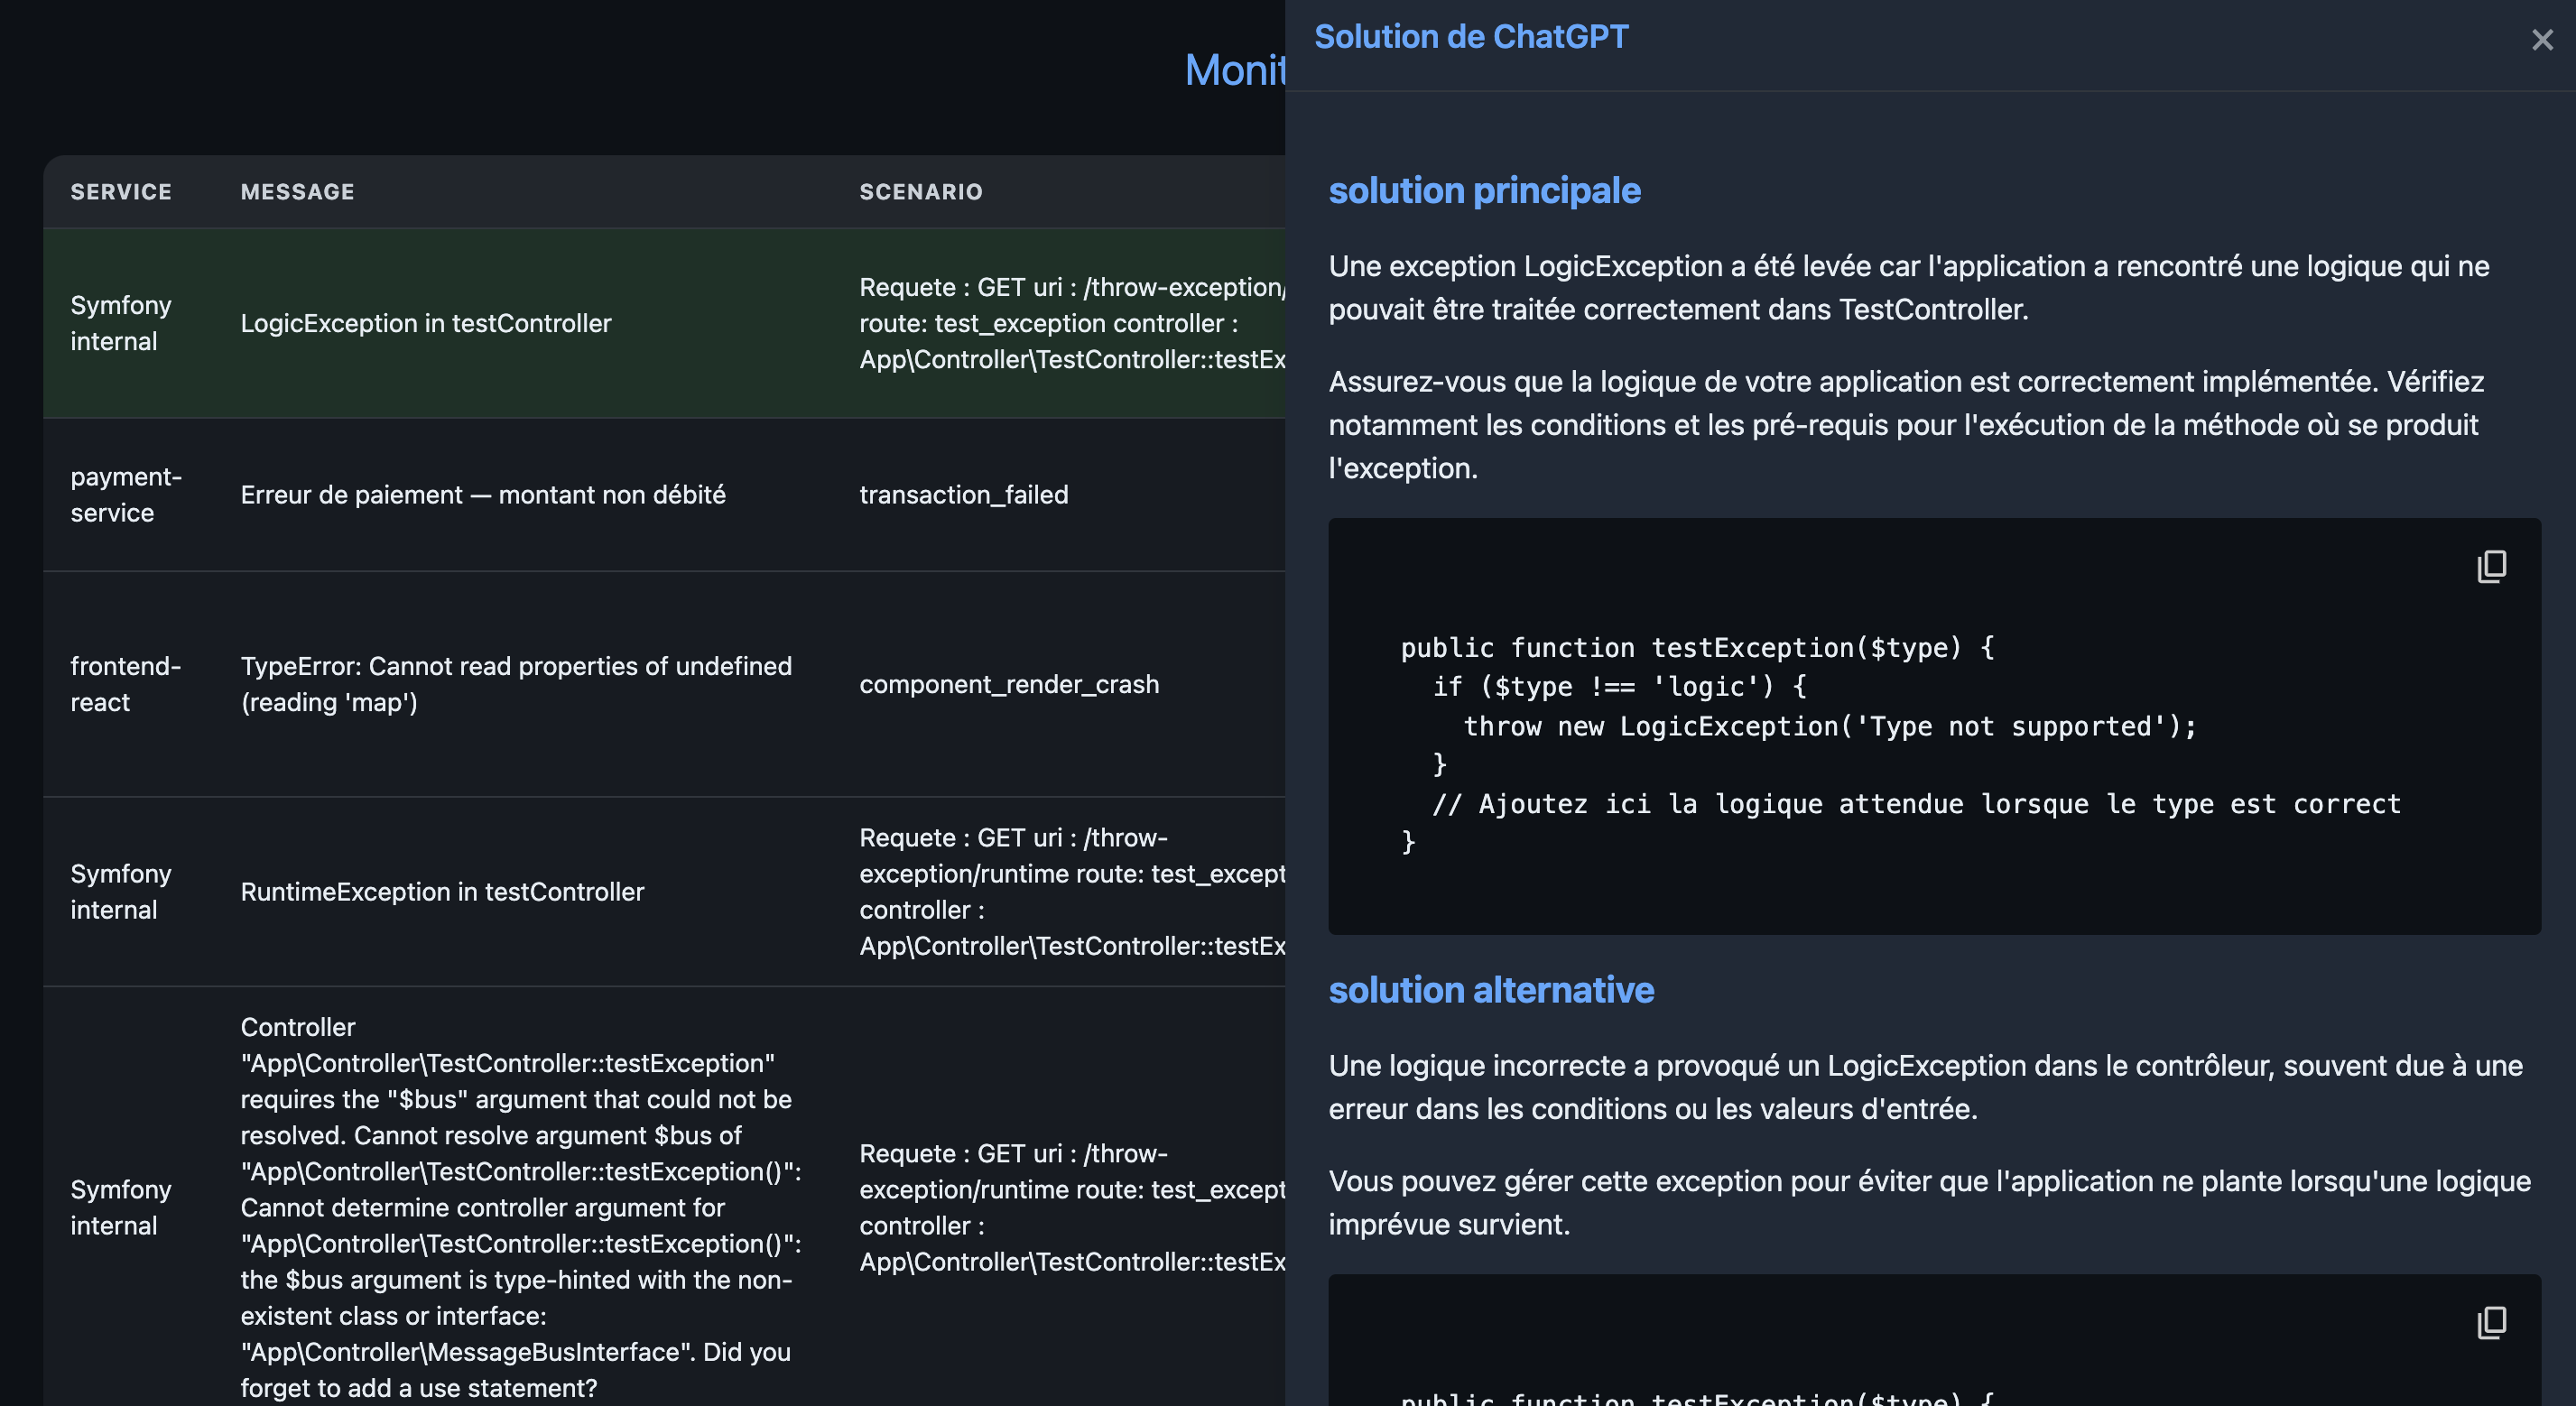 Monit
SERVICE MESSAGE SCENARIO
Symfony
internal
LogicException in testController
Requete : GET uri : /throw-exception/
route: test_exception controller :
App\Controller\TestController::testEx
payment-
service
Erreur de paiement — montant non débité
transaction_failed
frontend-
react
TypeError: Cannot read properties of undefined
(reading 'map')
component_render_crash
Symfony
internal
RuntimeException in testController
Requete : GET uri : /throw-
exception/runtime route: test_except
controller :
App\Controller\TestController::testEx
Symfony
internal
Controller
"App\Controller\TestController::testException"
requires the "$bus" argument that could not be
resolved. Cannot resolve argument $bus of
"App\Controller\TestController::testException()":
Cannot determine controller argument for
"App\Controller\TestController::testException()":
the $bus argument is type-hinted with the non-
existent class or interface:
"App\Controller\MessageBusInterface". Did you
forget to add a use statement?
Requete : GET uri : /throw-
exception/runtime route: test_except
controller :
App\Controller\TestController::testEx
Solution de ChatGPT
solution principale
Une exception LogicException a été levée car l'application a rencontré une logique qui ne
pouvait être traitée correctement dans TestController.
Assurez-vous que la logique de votre application est correctement implémentée. Vérifiez
notamment les conditions et les pré-requis pour l'exécution de la méthode où se produit
l'exception.
public function testException($type) {
if ($type !== 'logic') {
throw new LogicException('Type not supported');
}
// Ajoutez ici la logique attendue lorsque le type est correct
}
solution alternative
Une logique incorrecte a provoqué un LogicException dans le contrôleur, souvent due à une
erreur dans les conditions ou les valeurs d'entrée.
Vous pouvez gérer cette exception pour éviter que l'application ne plante lorsqu'une logique
imprévue survient.
public function testException($type) {